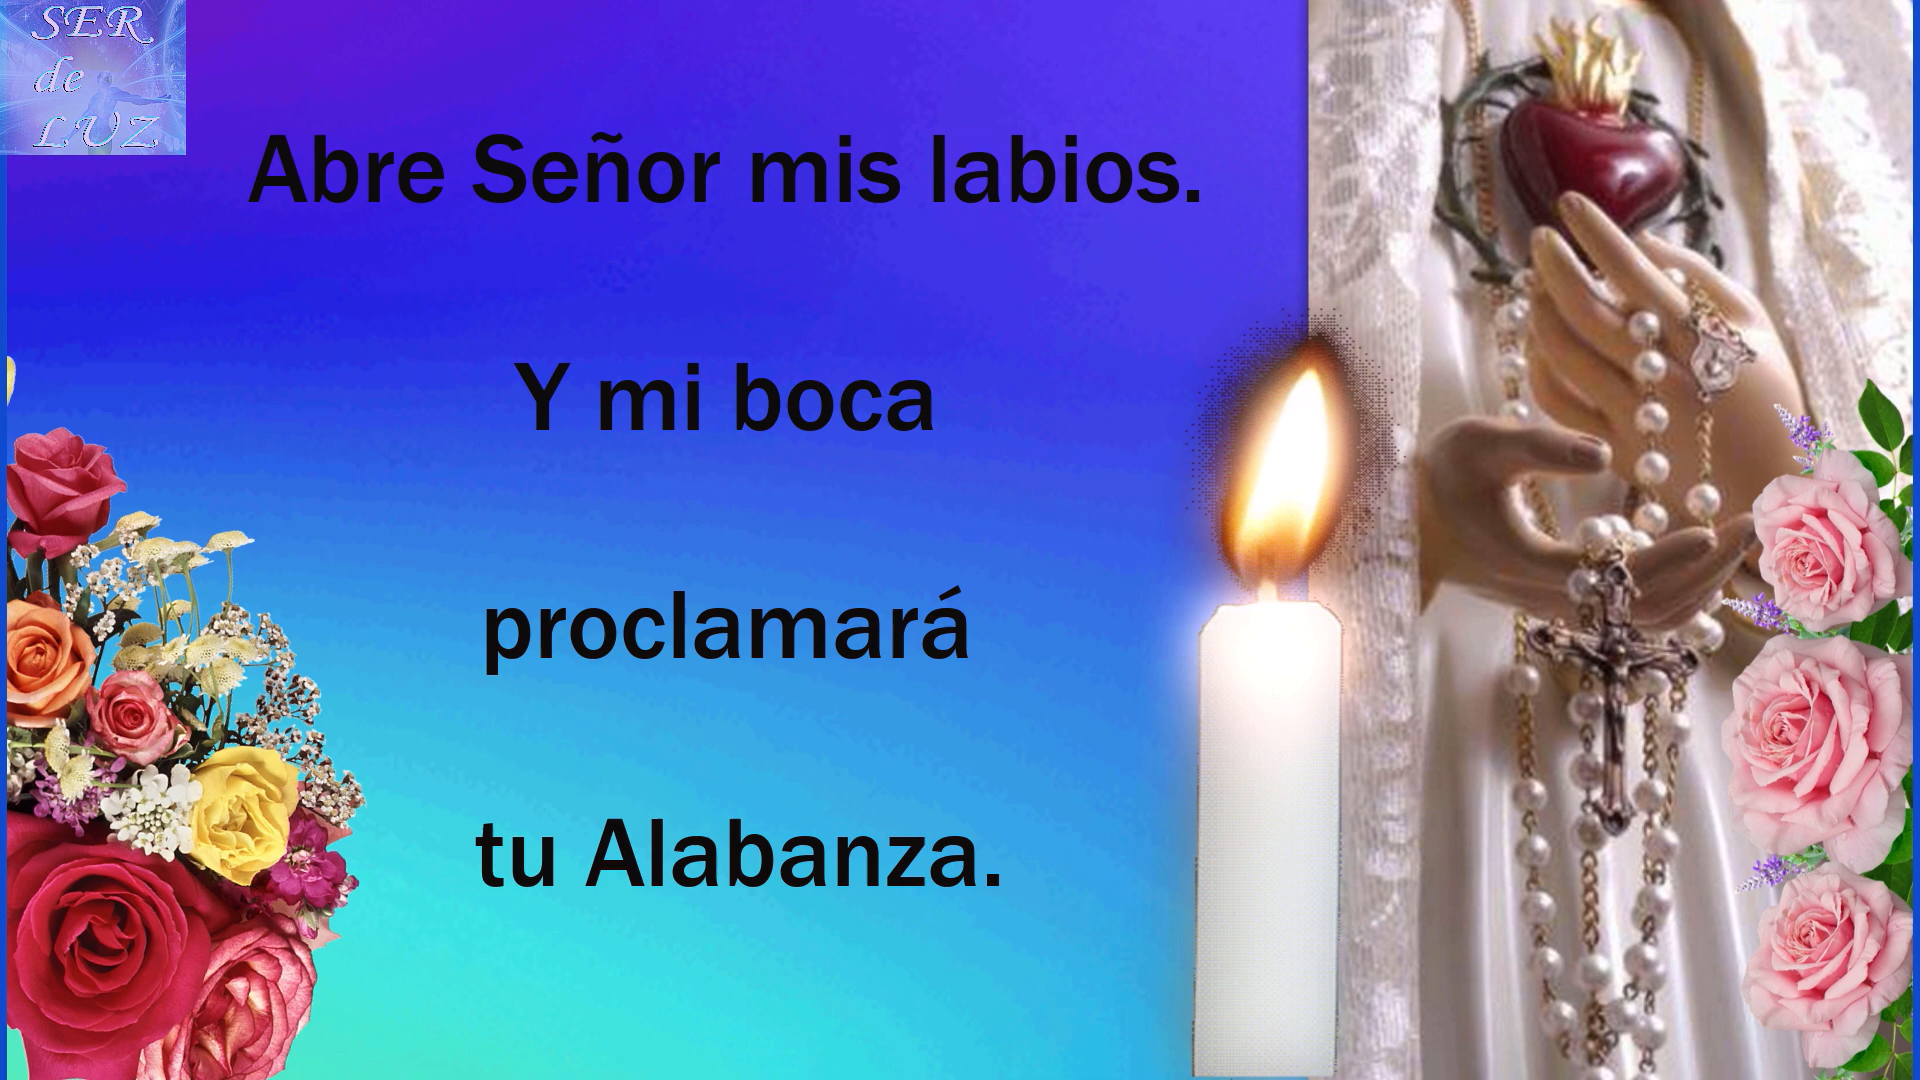 SER
de
LUZ
Abre Señor mis labios.
Y mi boca
proclamará
tu Alabanza.